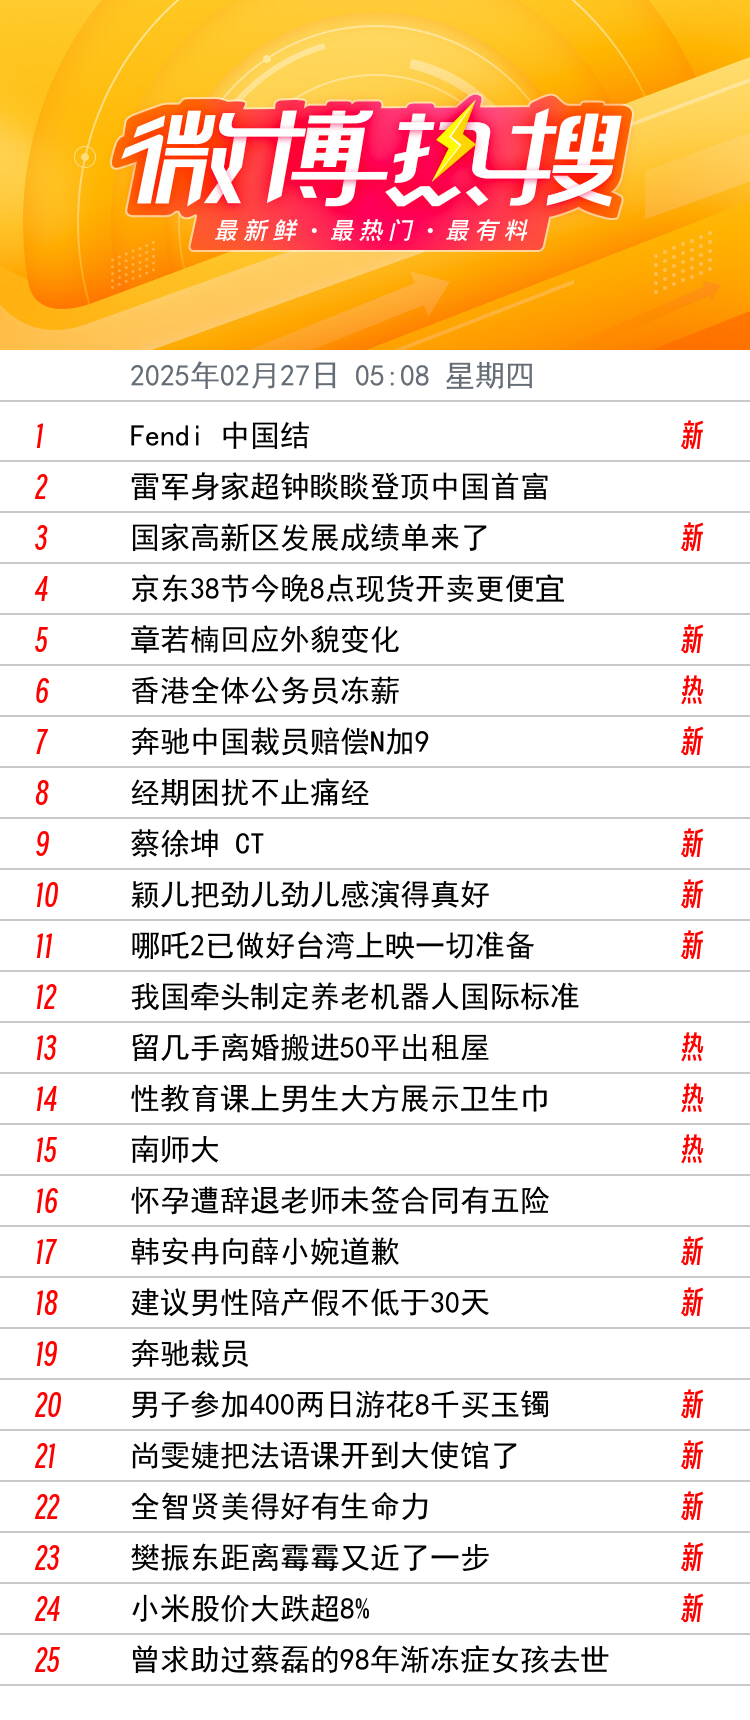 微博热搜
最新鲜·最热门·最有料
2025年02月27日 05:08 星期四
1 Fendi 中国结 新
2 雷军身家超钟睒睒登顶中国首富
3 国家高新区发展成绩单来了 新
4 京东38节今晚8点现货开卖更便宜
5 章若楠回应外貌变化 新
6 香港全体公务员冻薪 热
7 奔驰中国裁员赔偿N加9 新
8 经期困扰不止痛经
9 蔡徐坤 CT 新
10 颖儿把劲儿劲儿感演得真好 新
11 哪吒2已做好台湾上映一切准备 新
12 我国牵头制定养老机器人国际标准
13 留几手离婚搬进50平出租屋 热
14 性教育课上男生大方展示卫生巾 热
15 南师大 热
16 怀孕遭辞退老师未签合同有五险
17 韩安冉向薛小婉道歉 新
18 建议男性陪产假不低于30天 新
19 奔驰裁员
20 男子参加400两日游花8千买玉镯 新
21 尚雯婕把法语课开到大使馆了 新
22 全智贤美得好有生命力 新
23 樊振东距离霉霉又近了一步 新
24 小米股价大跌超8% 新
25 曾求助过蔡磊的98年渐冻症女孩去世